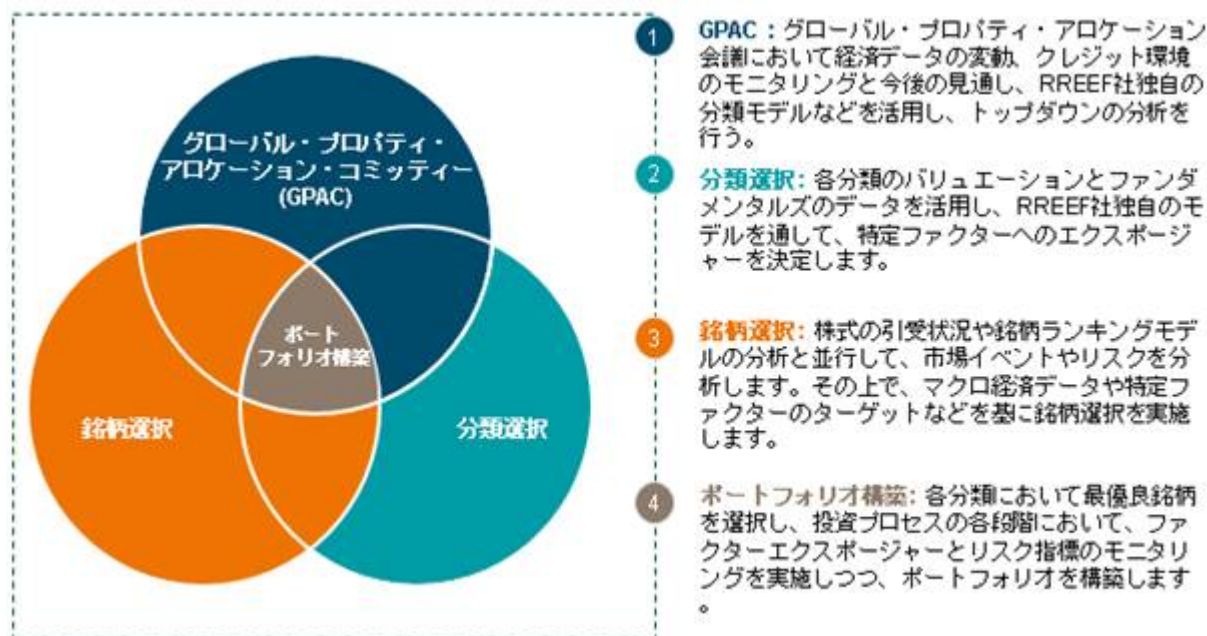 グローバル・プロパティ・
アロケーション・コミッティー
(GPAC)
ポート
フォリオ構築
銘柄選択
分類選択
1
GPAC：グローバル・プロパティ・アロケーション
会議において経済データの変動、クレジット環境
のモニタリングと今後の見通し、RREEF社独自の
分類モデルなどを活用し、トップダウンの分析を
行う。
2
分類選択: 各分類のバリュエーションとファンダ
メンタルズのデータを活用し、RREEF社独自のモ
デルを通して、特定ファクターへのエクスポージ
ャーを決定します。
3
銘柄選択: 株式の引受状況や銘柄ランキングモデ
ルの分析と並行して、市場イベントやリスクを分
析します。その上で、マクロ経済データや特定フ
ァクターのターゲットなどを基に銘柄選択を実施
します。
4
ポートフォリオ構築: 各分類において最優良銘柄
を選択し、投資プロセスの各段階において、ファ
クターエクスポージャーとリスク指標のモニタリ
ングを実施しつつ、ポートフォリオを構築します
。